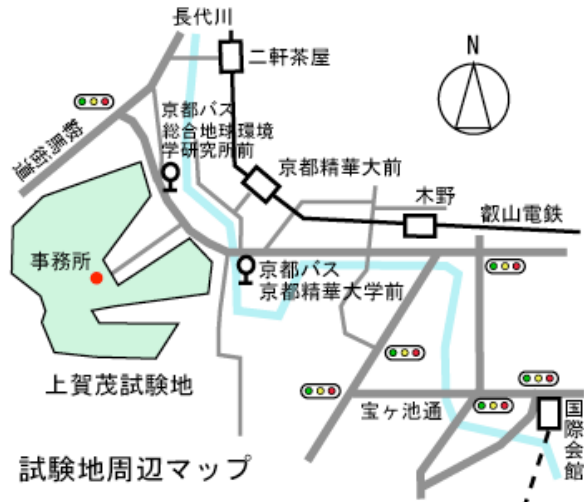 長代川
二軒茶屋
N
鞍馬街道
京都バス
総合地球環境
学研究所前
京都精華大前
木野
叡山電鉄
事務所
京都バス
京都精華大学前
上賀茂試験地
宝ヶ池通
国際会館
試験地周辺マップ